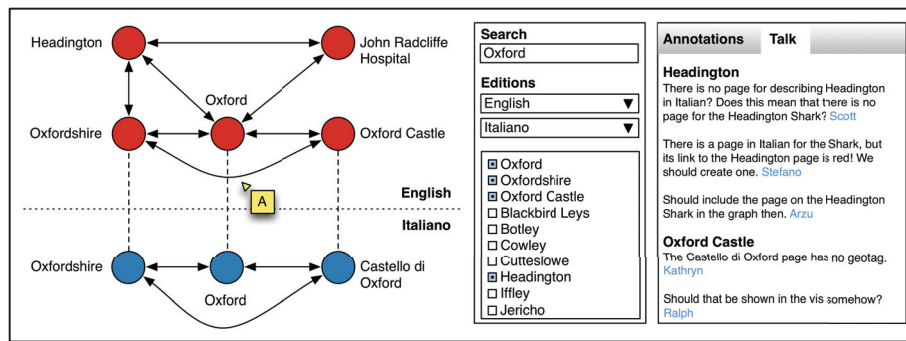 Headington
John Radcliffe
Hospital
Oxford
Oxfordshire
Oxford Castle
A
English
Italiano
Oxfordshire
Oxford
Castello di
Oxford
Search
Oxford
Editions
English
Italiano
Oxford
Oxfordshire
Oxford Castle
Blackbird Leys
Botley
Cowley
Cutteslowe
Headington
Iffley
Jericho
Annotations Talk
Headington
There is no page for describing Headington
in Italian? Does this mean that there is no
page for the Headington Shark? Scott
There is a page in Italian for the Shark, but
its link to the Headington page is red! We
should create one. Stefano
Should include the page on the Headington
Shark in the graph then. Arzu
Oxford Castle
The Castello di Oxford page has no geotag.
Kathryn
Should that be shown in the vis somehow?
Ralph